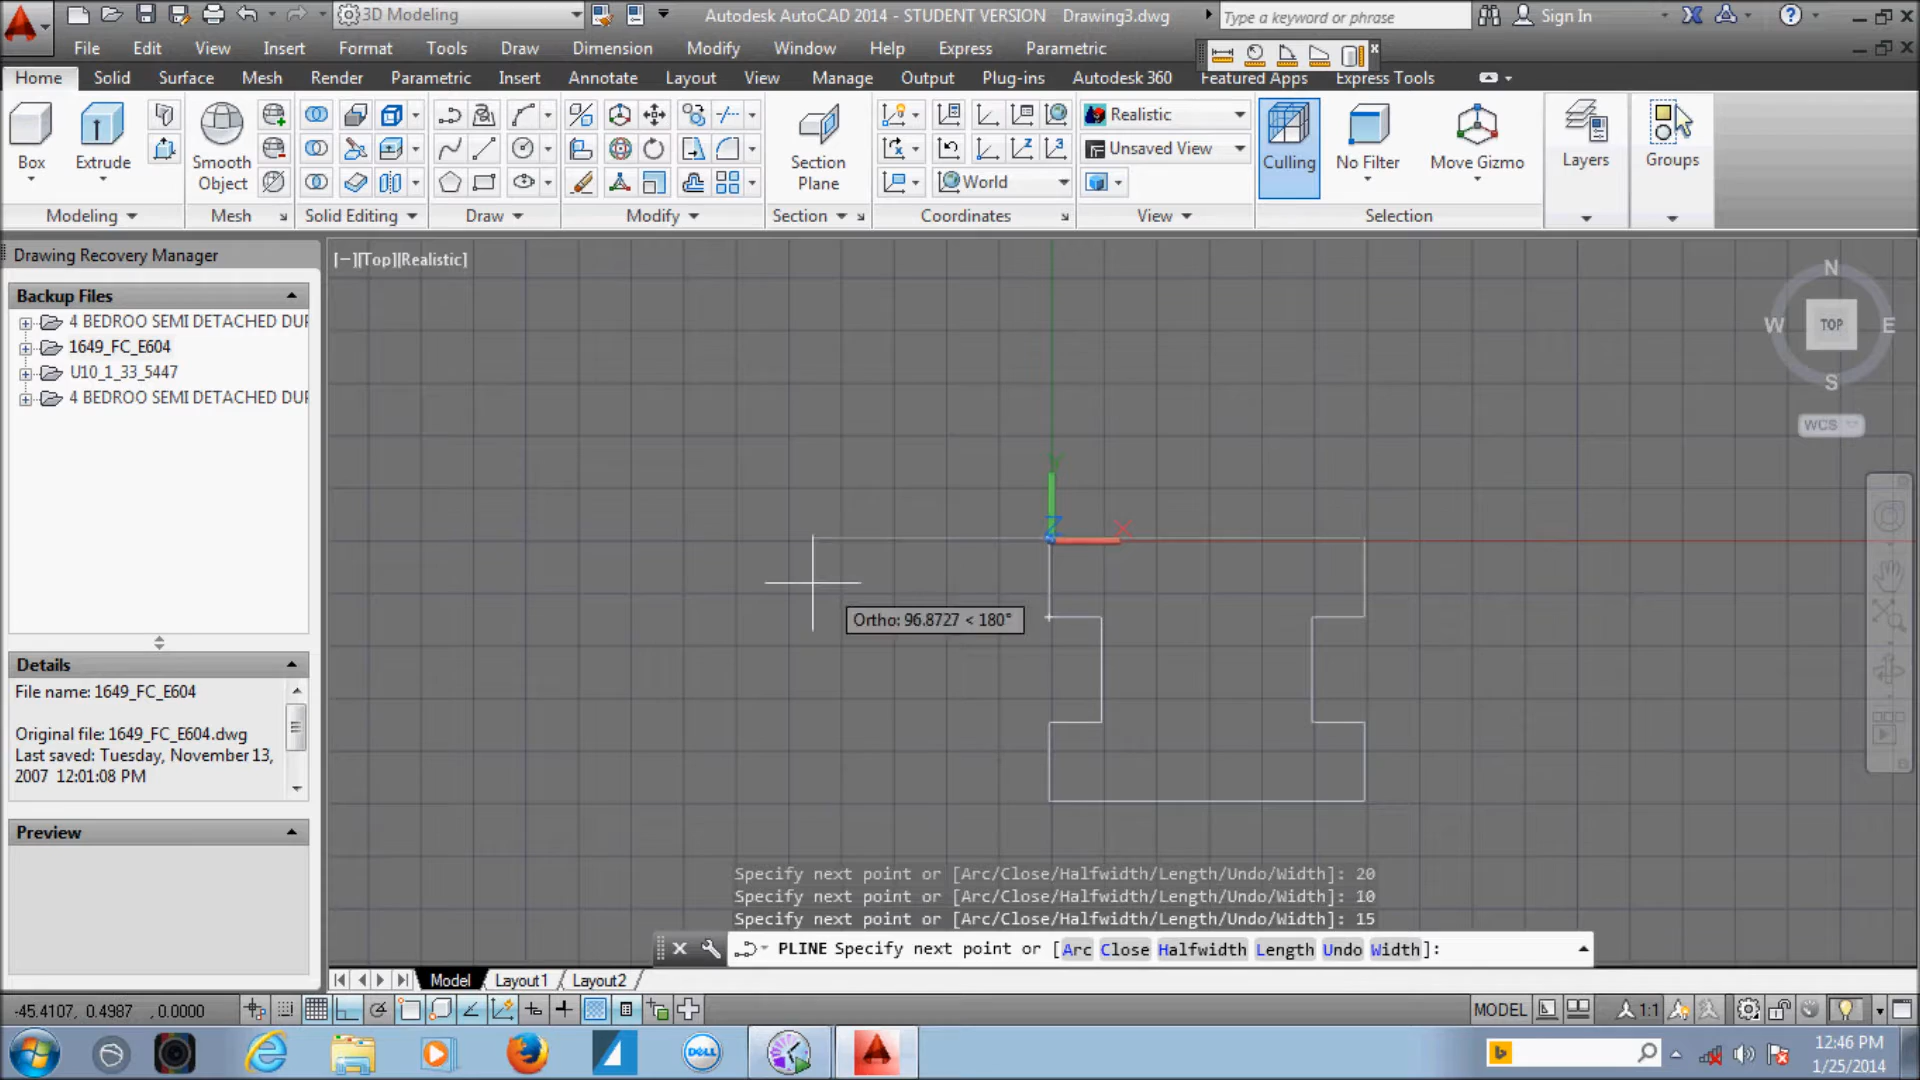 3D Modeling
Autodesk AutoCAD 2014 - STUDENT VERSION Drawing3.dwg
Type a keyword or phrase
Sign In
File Edit View Insert Format Tools Draw Dimension Modify Window Help Express Parametric
Home Solid Surface Mesh Render Parametric Insert Annotate Layout View Manage Output Plug-ins Autodesk 360 Featured Apps Express Tools
Box
Extrude
Smooth Object
Section Plane
World
Realistic
Unsaved View
Culling
No Filter
Move Gizmo
Layers
Groups
Modeling Mesh Solid Editing Draw Modify Section Coordinates View Selection
Drawing Recovery Manager
Backup Files
4 BEDROO SEMI DETACHED DUP
1649_FC_E604
U10_1_33_5447
4 BEDROO SEMI DETACHED DUP
Details
File name: 1649_FC_E604
Original file: 1649_FC_E604.dwg
Last saved: Tuesday, November 13,
2007 12:01:08 PM
Preview
[−][Top][Realistic]
N
W TOP E
S
WCS
Y
Z X
Ortho: 96.8727 < 180°
Specify next point or [Arc/Close/Halfwidth/Length/Undo/Width]: 20
Specify next point or [Arc/Close/Halfwidth/Length/Undo/Width]: 10
Specify next point or [Arc/Close/Halfwidth/Length/Undo/Width]: 15
PLINE Specify next point or [Arc Close Halfwidth Length Undo Width]:
Model Layout1 Layout2
-45.4107, 0.4987 , 0.0000
MODEL
1:1
DELL
12:46 PM
1/25/2014